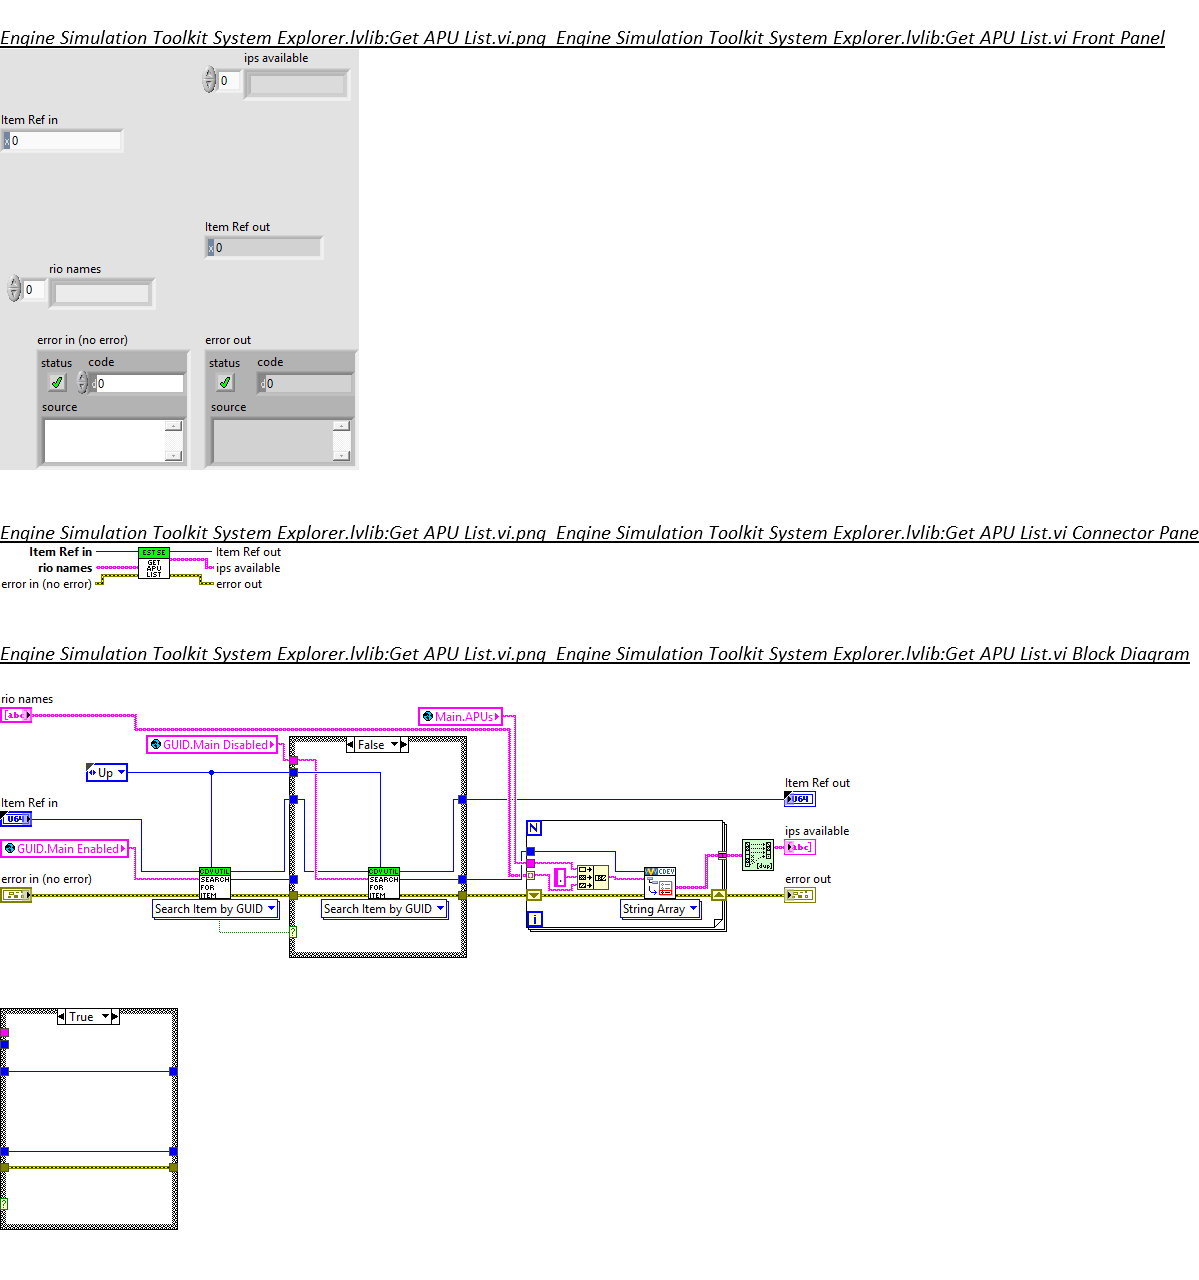 Engine Simulation Toolkit System Explorer.lvlib:Get APU List.vi.png Engine Simulation Toolkit System Explorer.lvlib:Get APU List.vi Front Panel
ips available
0
Item Ref in
x 0
Item Ref out
x 0
rio names
0
error in (no error)
error out
status code
status code
d 0
d 0
source
source
Engine Simulation Toolkit System Explorer.lvlib:Get APU List.vi.png Engine Simulation Toolkit System Explorer.lvlib:Get APU List.vi Connector Pane
Item Ref in
rio names
error in (no error)
EST SE
GET
APU
LIST
Item Ref out
ips available
error out
Engine Simulation Toolkit System Explorer.lvlib:Get APU List.vi.png Engine Simulation Toolkit System Explorer.lvlib:Get APU List.vi Block Diagram
rio names
abc
Main.APUs
GUID.Main Disabled
False
Up
Item Ref in
U64
GUID.Main Enabled
error in (no error)
CDV UTIL
SEARCH
FOR
ITEM
Search Item by GUID
CDV UTIL
SEARCH
FOR
ITEM
Search Item by GUID
?
N
i
CDEV
String Array
[dup]
Item Ref out
U64
ips available
abc
error out
True
?